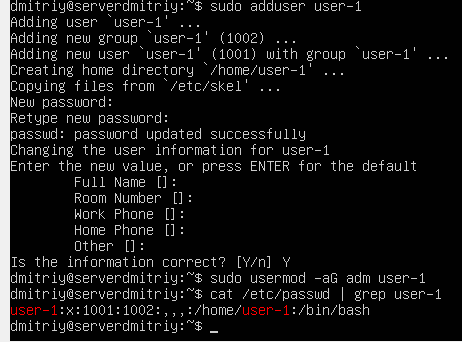 dmitriy@serverdmitriy:~$ sudo adduser user-1
Adding user `user-1' ...
Adding new group `user-1' (1002) ...
Adding new user `user-1' (1001) with group `user-1' ...
Creating home directory `/home/user-1' ...
Copying files from `/etc/skel' ...
New password:
Retype new password:
passwd: password updated successfully
Changing the user information for user-1
Enter the new value, or press ENTER for the default
Full Name []:
Room Number []:
Work Phone []:
Home Phone []:
Other []:
Is the information correct? [Y/n] Y
dmitriy@serverdmitriy:~$ sudo usermod -aG adm user-1
dmitriy@serverdmitriy:~$ cat /etc/passwd | grep user-1
user-1:x:1001:1002:,,,:/home/user-1:/bin/bash
dmitriy@serverdmitriy:~$ _